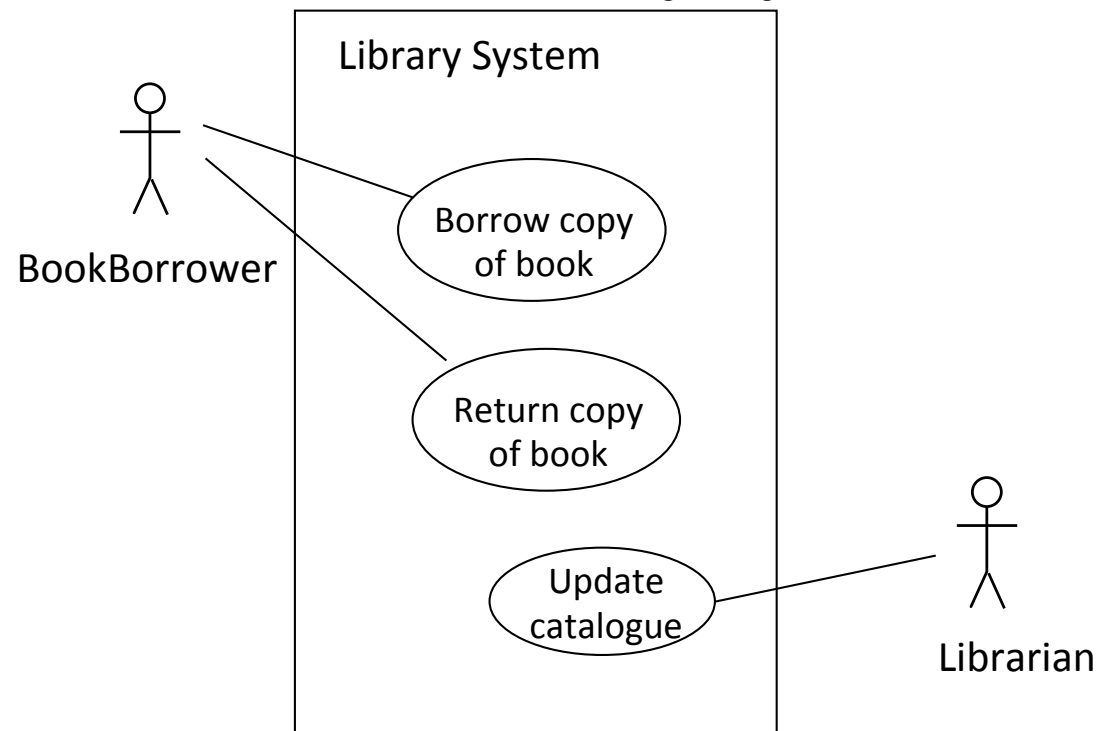 Library System
Borrow copy
of book
BookBorrower
Return copy
of book
Update
catalogue
Librarian